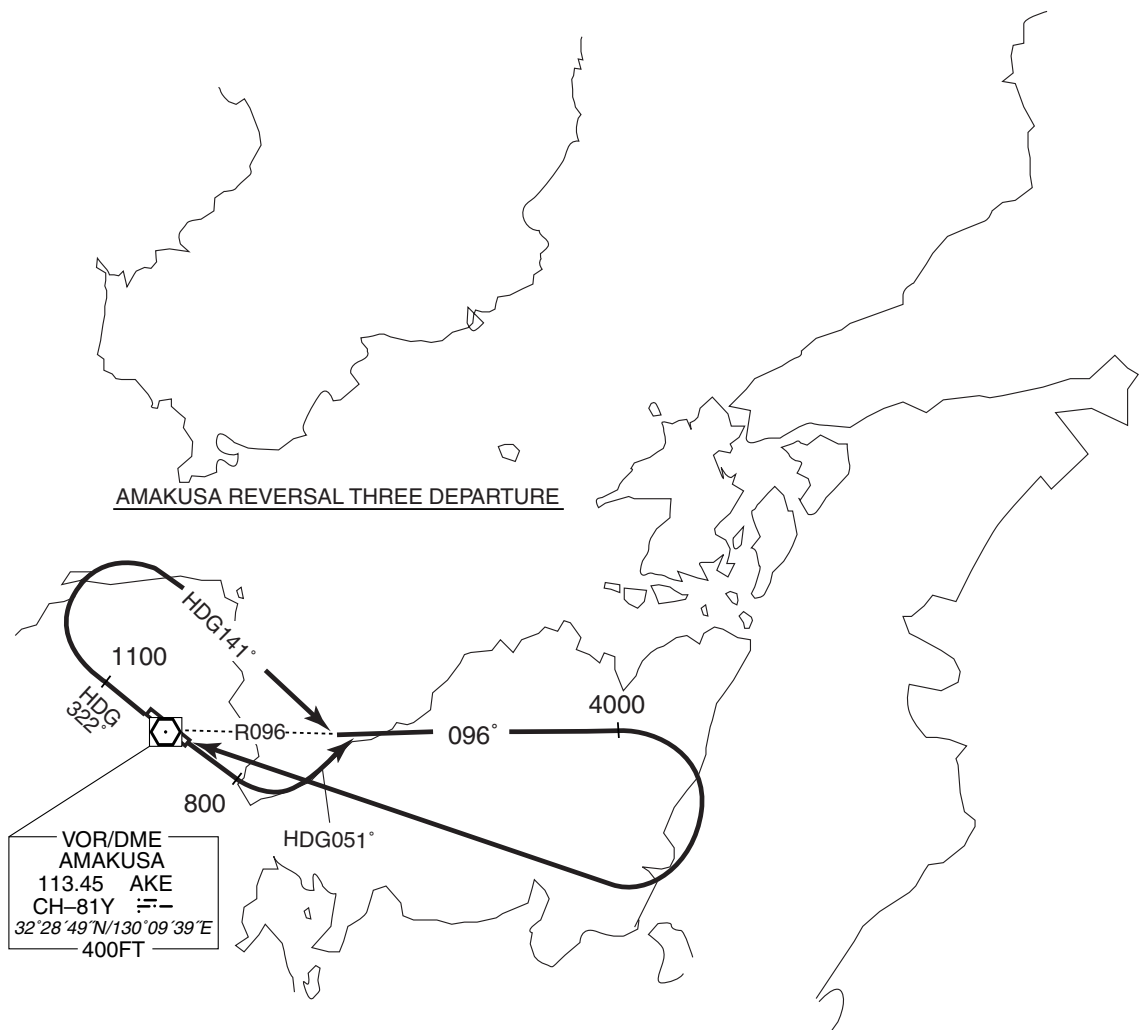 AMAKUSA REVERSAL THREE DEPARTURE
HDG141°
1100
HDG
322°
R096
096°
4000
800
HDG051°
VOR/DME
AMAKUSA
113.45 AKE
CH–81Y
32°28´49˝N/130°09´39˝E
400FT